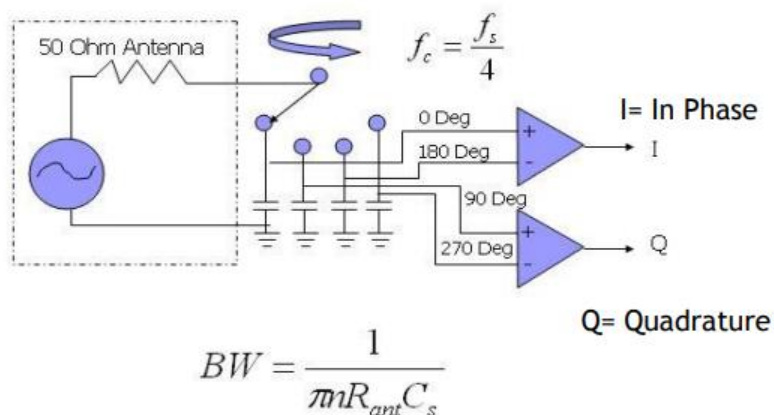 50 Ohm Antenna
f_c = f_s / 4
0 Deg
I= In Phase
+
I
180 Deg
-
90 Deg
+
Q
270 Deg
-
Q= Quadrature
BW = 1 / πnR_ant C_s